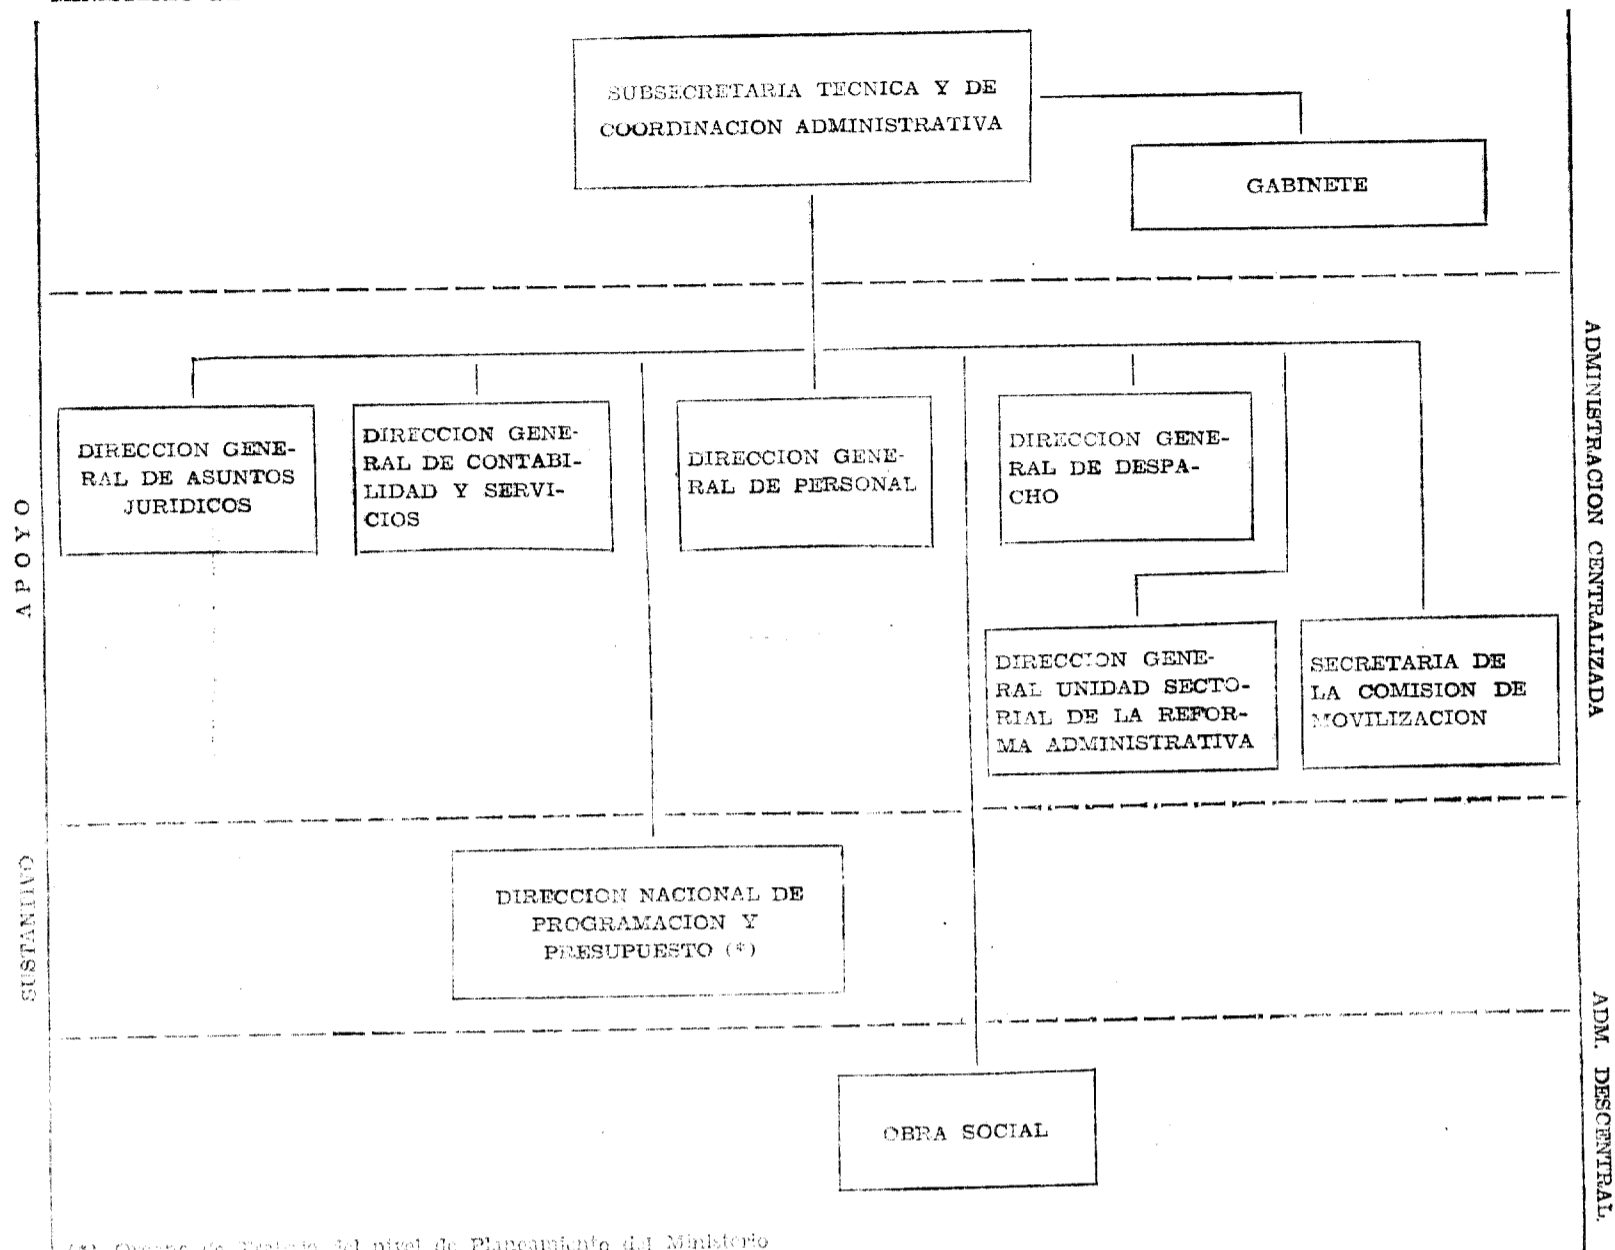 SUBSECRETARIA TECNICA Y DE
COORDINACION ADMINISTRATIVA
GABINETE
DIRECCION GENE-
RAL DE ASUNTOS
JURIDICOS
DIRECCION GENE-
RAL DE CONTABI-
LIDAD Y SERVI-
CIOS
DIRECCION GENE-
RAL DE PERSONAL
DIRECCION GENE-
RAL DE DESPA-
CHO
DIRECCION GENE-
RAL UNIDAD SECTO-
RIAL DE LA REFOR-
MA ADMINISTRATIVA
SECRETARIA DE
LA COMISION DE
MOVILIZACION
DIRECCION NACIONAL DE
PROGRAMACION Y
PRESUPUESTO (*)
OBRA SOCIAL
APOYO
SUSTANTIVO
ADMINISTRACION CENTRALIZADA
ADM. DESCENTRAL.
(*) Organo de Trabajo del nivel de Planeamiento del Ministerio